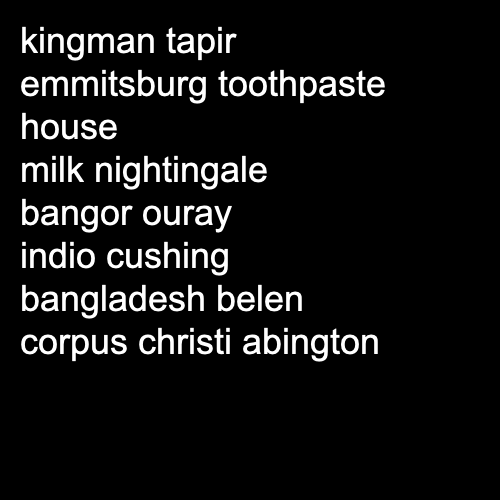 kingman tapir
emmitsburg toothpaste
house
milk nightingale
bangor ouray
indio cushing
bangladesh belen
corpus christi abington